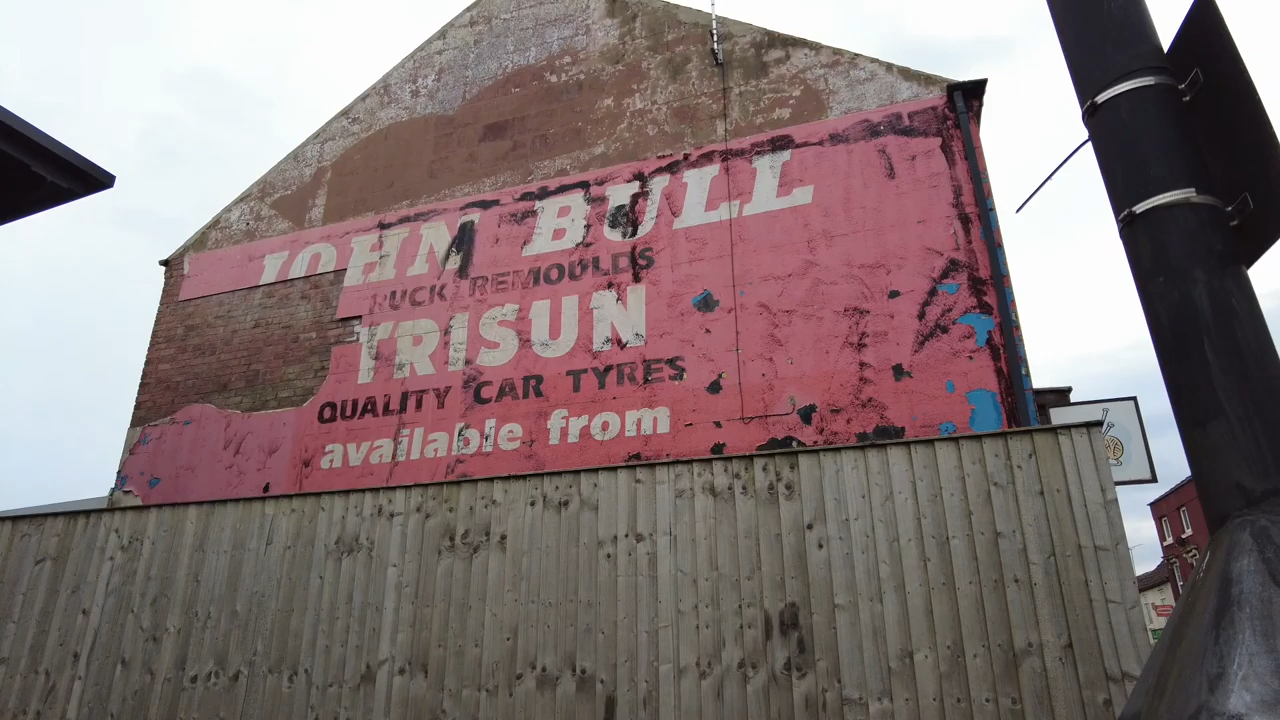 JOHN BULL
RUCK REMOULDS
TRISUN
QUALITY CAR TYRES
available from